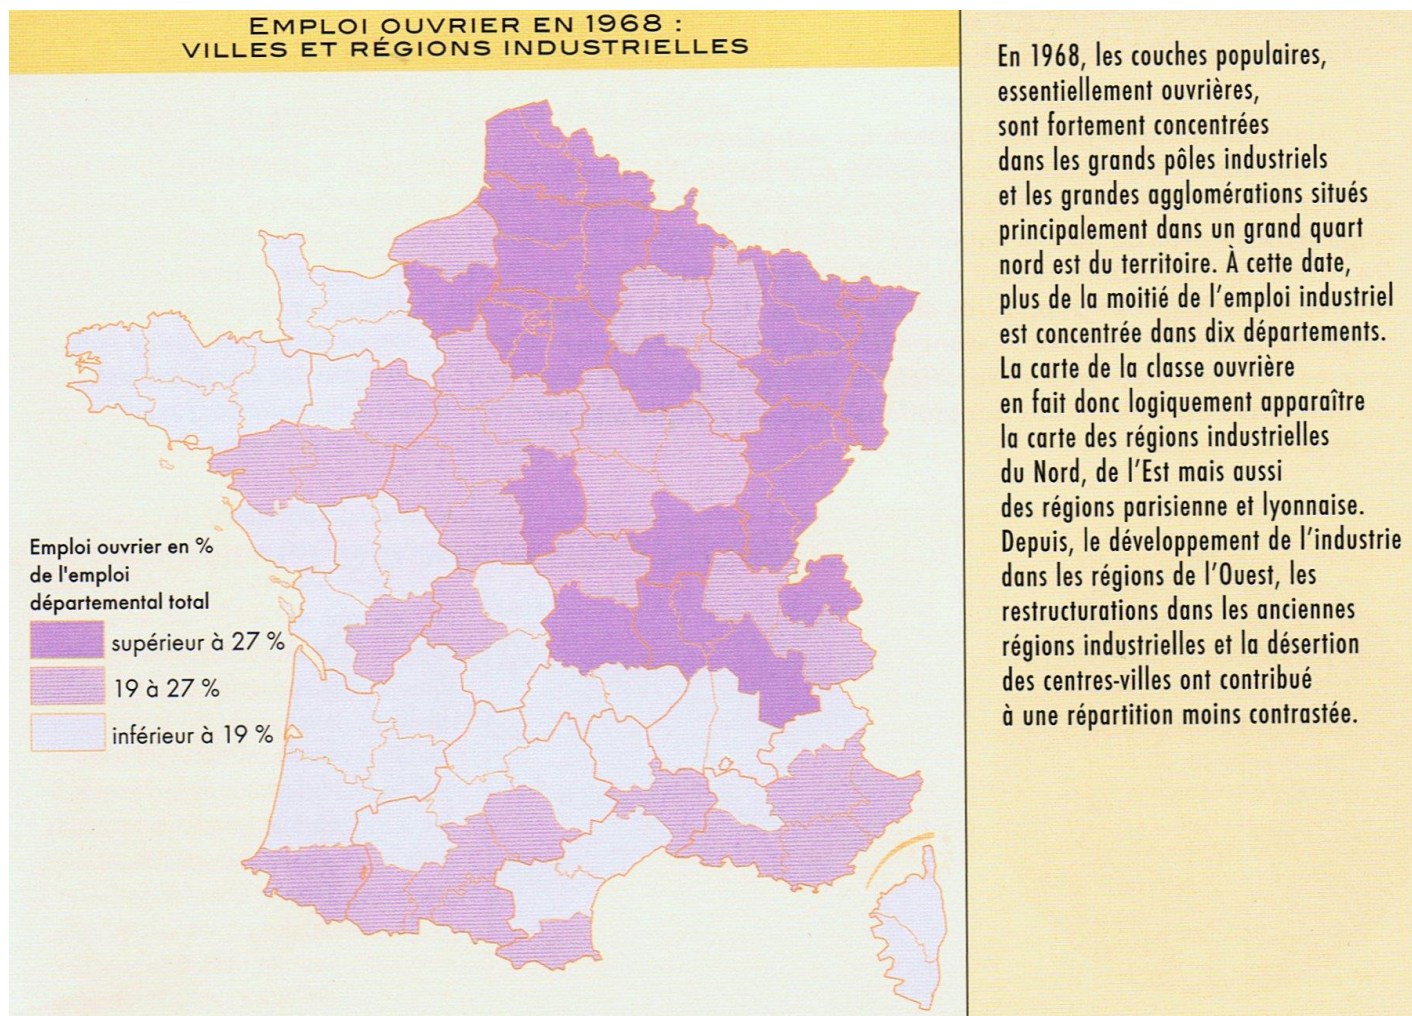 EMPLOI OUVRIER EN 1968 :
VILLES ET RÉGIONS INDUSTRIELLES
Emploi ouvrier en %
de l'emploi
départemental total
supérieur à 27 %
19 à 27 %
inférieur à 19 %
En 1968, les couches populaires,
essentiellement ouvrières,
sont fortement concentrées
dans les grands pôles industriels
et les grandes agglomérations situés
principalement dans un grand quart
nord est du territoire. À cette date,
plus de la moitié de l'emploi industriel
est concentrée dans dix départements.
La carte de la classe ouvrière
en fait donc logiquement apparaître
la carte des régions industrielles
du Nord, de l'Est mais aussi
des régions parisienne et lyonnaise.
Depuis, le développement de l'industrie
dans les régions de l'Ouest, les
restructurations dans les anciennes
régions industrielles et la désertion
des centres-villes ont contribué
à une répartition moins contrastée.